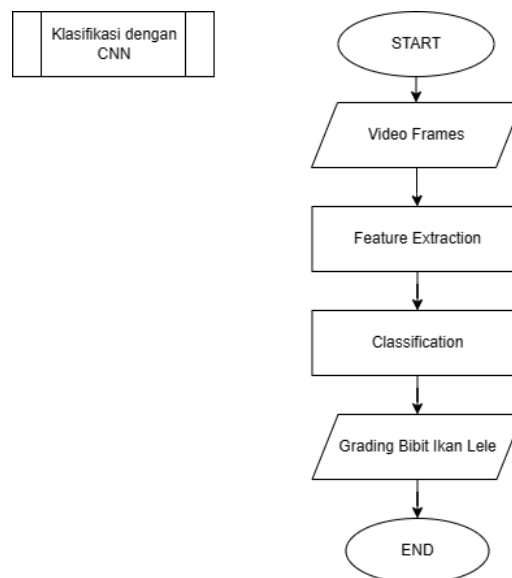 Klasifikasi dengan
CNN
START
Video Frames
Feature Extraction
Classification
Grading Bibit Ikan Lele
END